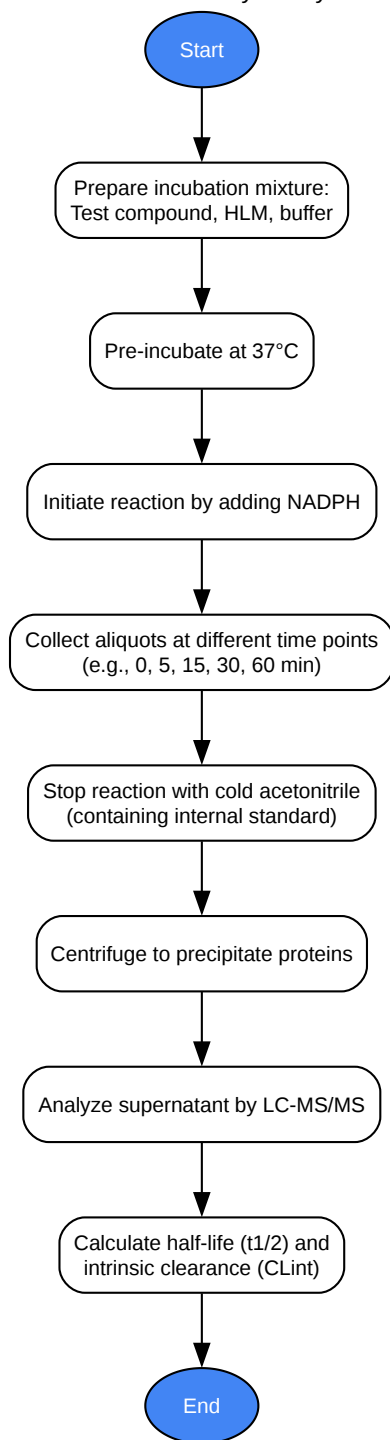 Start
Prepare incubation mixture:
Test compound, HLM, buffer
Pre-incubate at 37°C
Initiate reaction by adding NADPH
Collect aliquots at different time points
(e.g., 0, 5, 15, 30, 60 min)
Stop reaction with cold acetonitrile
(containing internal standard)
Centrifuge to precipitate proteins
Analyze supernatant by LC-MS/MS
Calculate half-life (t1/2) and
intrinsic clearance (CLint)
End